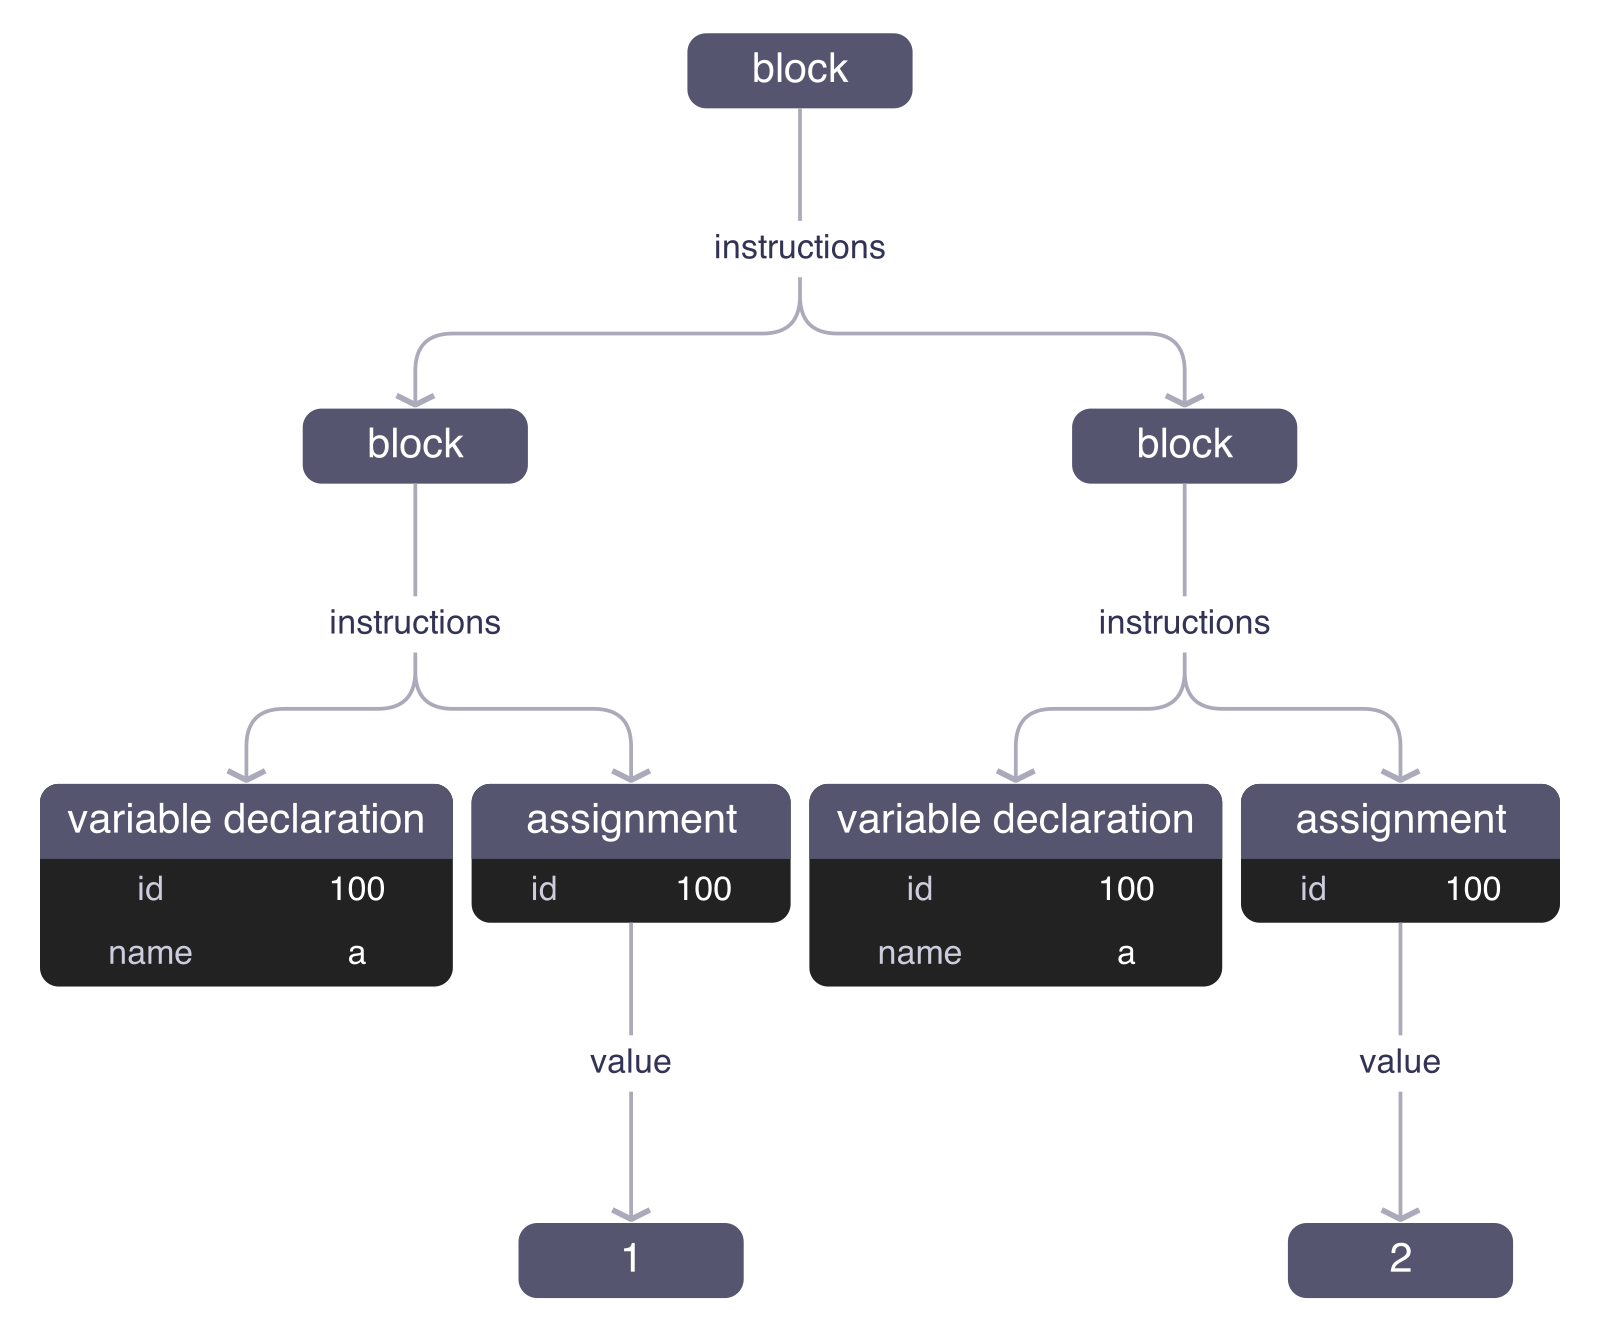 block
instructions
block
block
instructions
instructions
variable declaration
id 100
name a
assignment
id 100
variable declaration
id 100
name a
assignment
id 100
value
value
1
2